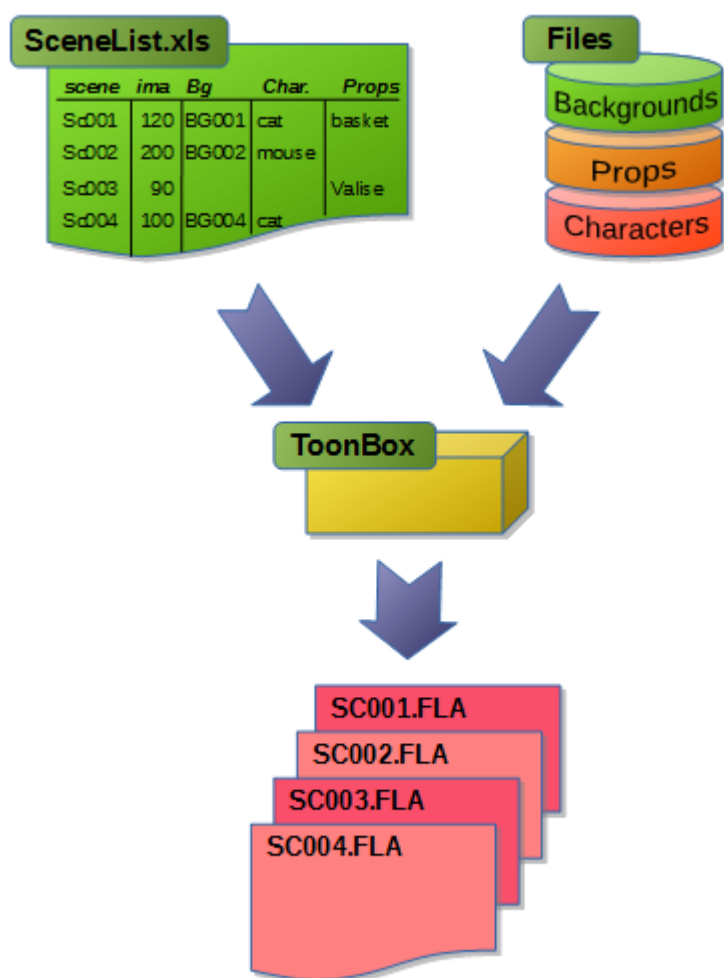 SceneList.xls
scene ima Bg Char. Props
Sc001 120 BG001 cat basket
Sc002 200 BG002 mouse
Sc003 90 Valise
Sc004 100 BG004 cat
Files
Backgrounds
Props
Characters
ToonBox
SC001.FLA
SC002.FLA
SC003.FLA
SC004.FLA